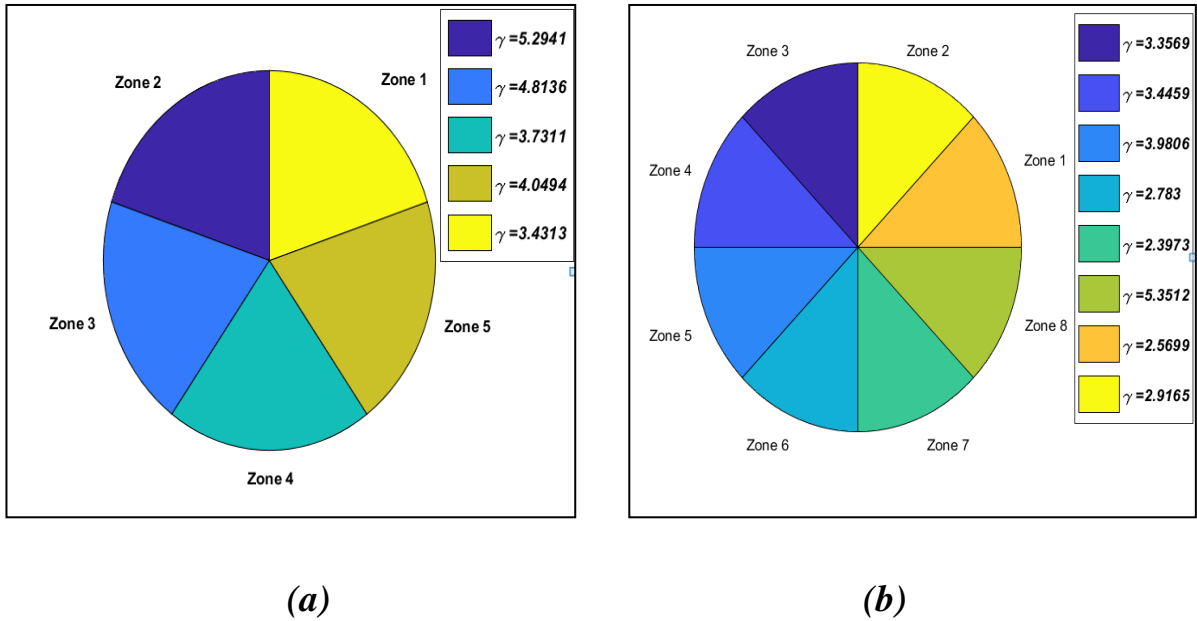 Zone 1
Zone 2
Zone 3
Zone 4
Zone 5
γ=5.2941
γ=4.8136
γ=3.7311
γ=4.0494
γ=3.4313
(a)
Zone 3
Zone 2
Zone 4
Zone 1
Zone 5
Zone 8
Zone 6
Zone 7
γ=3.3569
γ=3.4459
γ=3.9806
γ=2.783
γ=2.3973
γ=5.3512
γ=2.5699
γ=2.9165
(b)